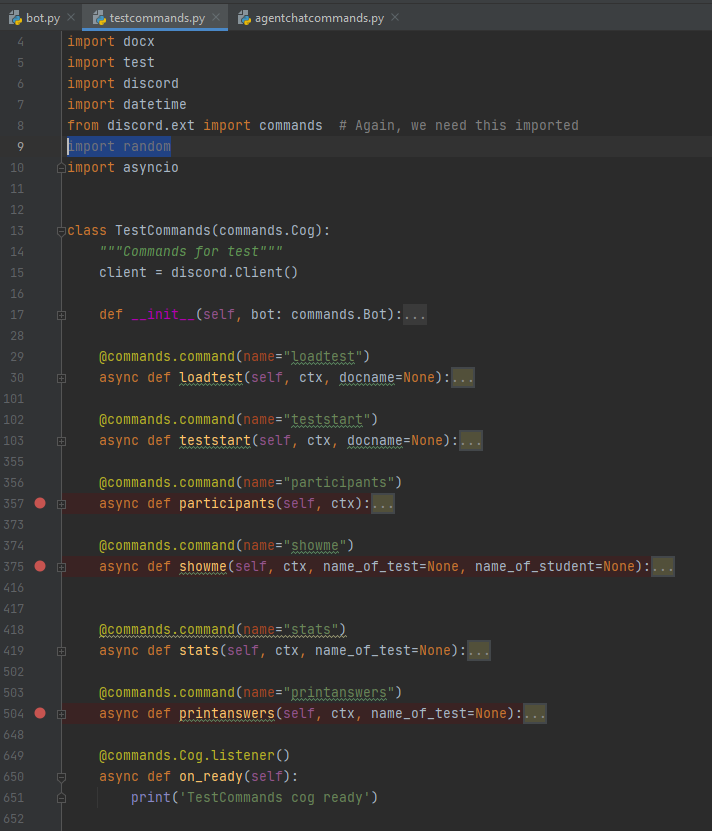 bot.py testcommands.py agentchatcommands.py
4 import docx
5 import test
6 import discord
7 import datetime
8 from discord.ext import commands  # Again, we need this imported
9 import random
10 import asyncio
11
12
13 class TestCommands(commands.Cog):
14     """Commands for test"""
15     client = discord.Client()
16
17     def __init__(self, bot: commands.Bot):...
28
29     @commands.command(name="loadtest")
30     async def loadtest(self, ctx, docname=None):...
101
102     @commands.command(name="teststart")
103     async def teststart(self, ctx, docname=None):...
355
356     @commands.command(name="participants")
357     async def participants(self, ctx):...
373
374     @commands.command(name="showme")
375     async def showme(self, ctx, name_of_test=None, name_of_student=None):...
416
417
418     @commands.command(name="stats")
419     async def stats(self, ctx, name_of_test=None):...
502
503     @commands.command(name="printanswers")
504     async def printanswers(self, ctx, name_of_test=None):...
648
649     @commands.Cog.listener()
650     async def on_ready(self):
651         print('TestCommands cog ready')
652